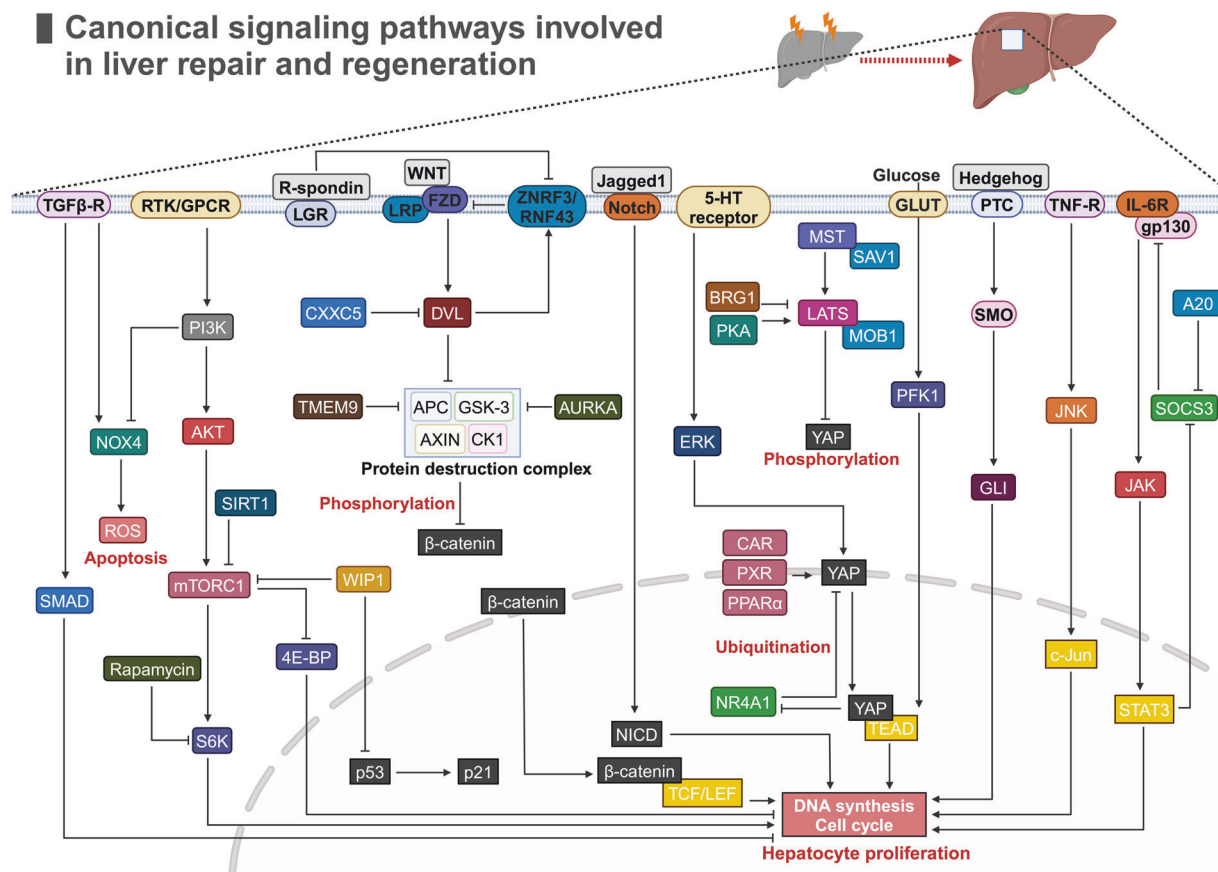 Canonical signaling pathways involved
in liver repair and regeneration
TGFβ-R
RTK/GPCR
R-spondin
LGR
WNT
LRP
FZD
ZNRF3/
RNF43
Jagged1
Notch
5-HT
receptor
Glucose
GLUT
Hedgehog
PTC
TNF-R
IL-6R
gp130
MST
SAV1
BRG1
PKA
LATS
MOB1
SMO
A20
CXXC5
DVL
PI3K
TMEM9
APC
GSK-3
AXIN
CK1
AURKA
Protein destruction complex
PFK1
JNK
SOCS3
NOX4
AKT
ERK
YAP
Phosphorylation
Phosphorylation
GLI
JAK
SIRT1
ROS
Apoptosis
β-catenin
CAR
PXR
PPARα
YAP
mTORC1
WIP1
SMAD
β-catenin
4E-BP
Ubiquitination
c-Jun
Rapamycin
NR4A1
YAP
TEAD
STAT3
S6K
NICD
p53
p21
β-catenin
TCF/LEF
DNA synthesis
Cell cycle
Hepatocyte proliferation